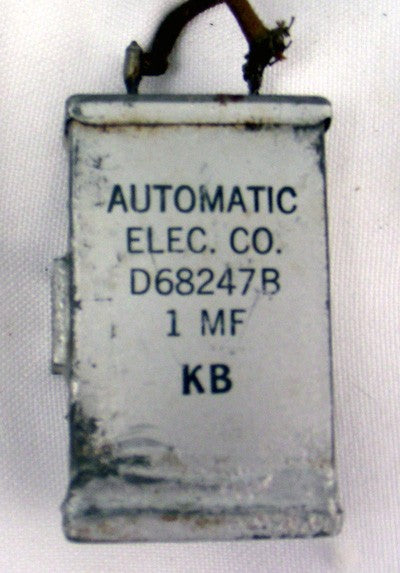 AUTOMATIC
ELEC. CO.
D68247B
1 MF
KB